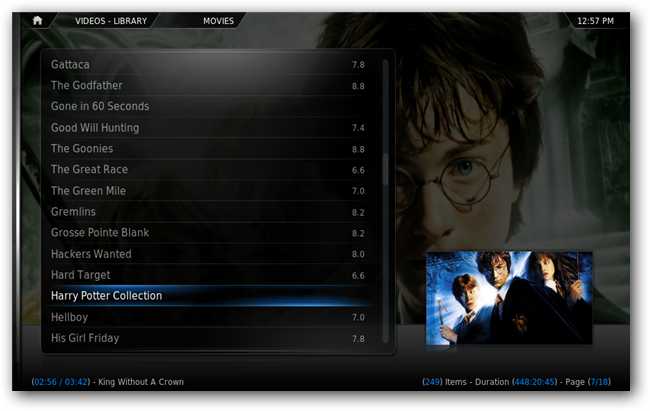 VIDEOS - LIBRARY MOVIES 12:57 PM
Gattaca 7.8
The Godfather 8.8
Gone in 60 Seconds
Good Will Hunting 7.4
The Goonies 8.8
The Great Race 6.6
The Green Mile 7.0
Gremlins 8.2
Grosse Pointe Blank 8.2
Hackers Wanted 8.0
Hard Target 6.6
Harry Potter Collection
Hellboy 7.0
His Girl Friday 7.8
(02:56 / 03:42) - King Without A Crown (249) Items - Duration (448:20:45) - Page (7/18)